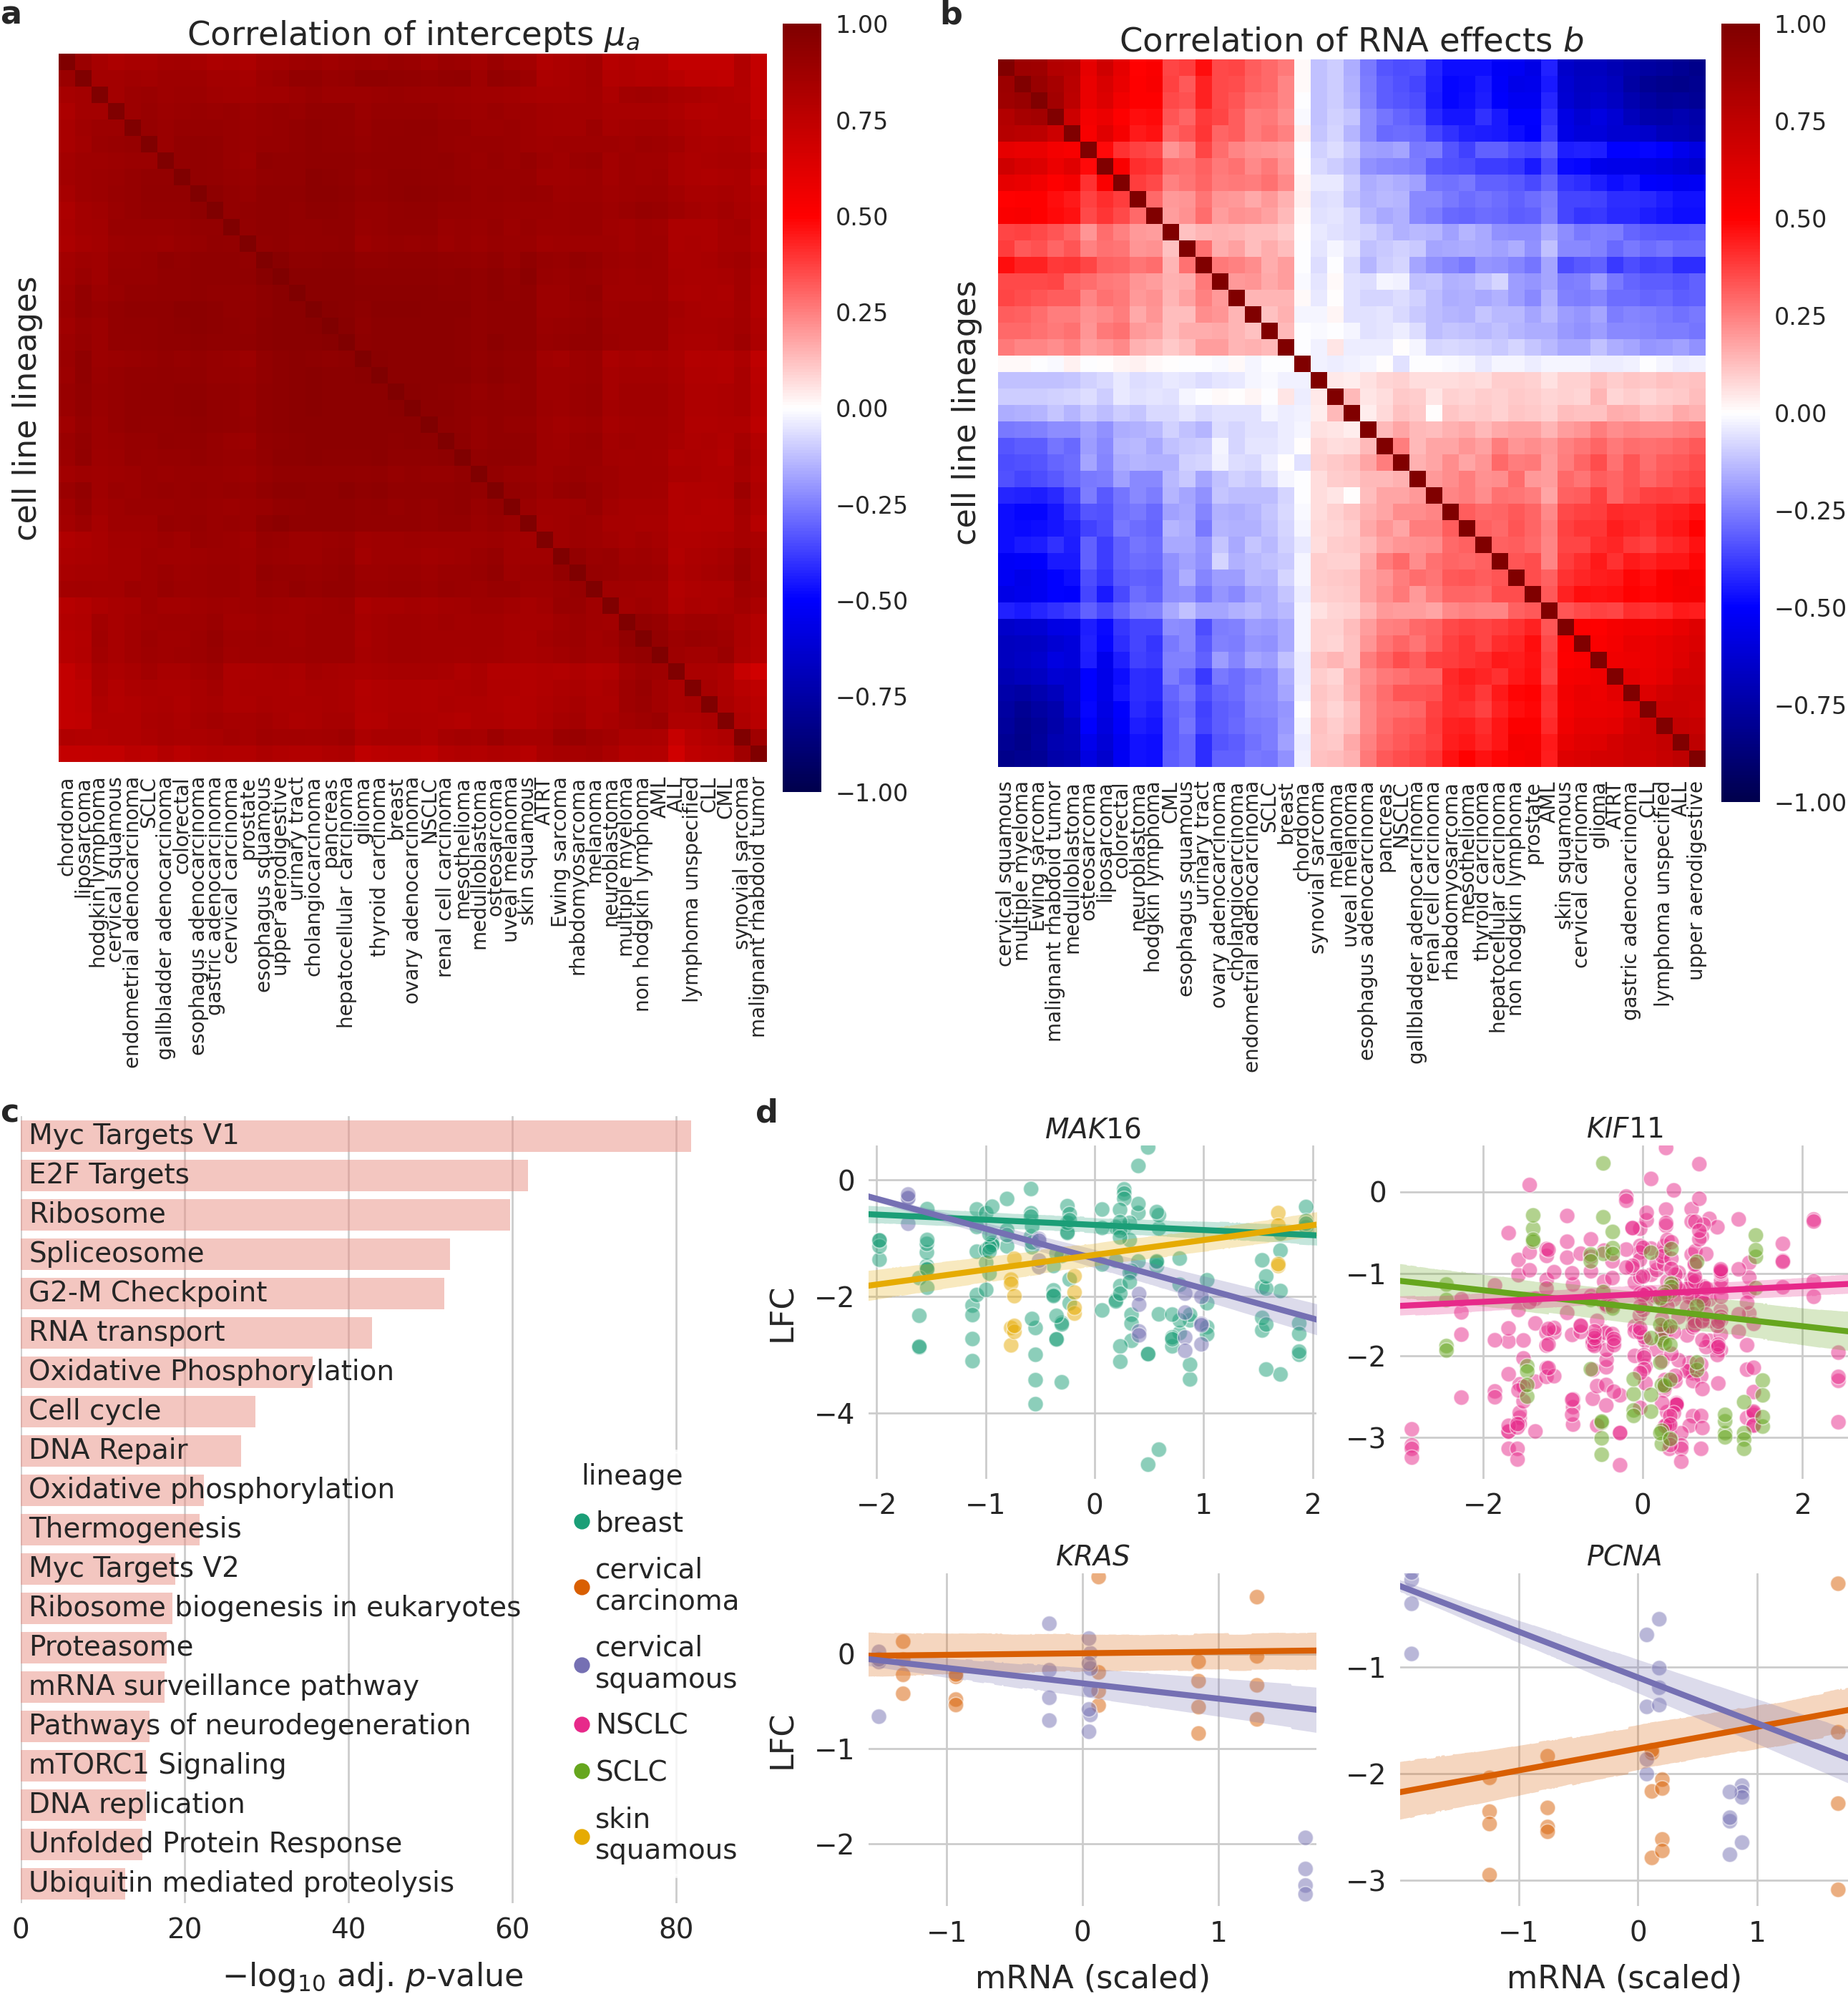 a
Correlation of intercepts μa
1.00
0.75
0.50
0.25
0.00
−0.25
−0.50
−0.75
−1.00
cell line lineages
chordoma
liposarcoma
hodgkin lymphoma
cervical squamous
endometrial adenocarcinoma
SCLC
gallbladder adenocarcinoma
colorectal
esophagus adenocarcinoma
gastric adenocarcinoma
cervical carcinoma
prostate
esophagus squamous
upper aerodigestive
urinary tract
cholangiocarcinoma
pancreas
hepatocellular carcinoma
glioma
thyroid carcinoma
breast
ovary adenocarcinoma
NSCLC
renal cell carcinoma
mesothelioma
medulloblastoma
osteosarcoma
uveal melanoma
skin squamous
ATRT
Ewing sarcoma
rhabdomyosarcoma
melanoma
neuroblastoma
multiple myeloma
non hodgkin lymphoma
AML
ALL
lymphoma unspecified
CLL
CML
synovial sarcoma
malignant rhabdoid tumor
b
Correlation of RNA effects b
1.00
0.75
0.50
0.25
0.00
−0.25
−0.50
−0.75
−1.00
cell line lineages
cervical squamous
multiple myeloma
Ewing sarcoma
malignant rhabdoid tumor
medulloblastoma
osteosarcoma
liposarcoma
colorectal
neuroblastoma
hodgkin lymphoma
CML
esophagus squamous
urinary tract
ovary adenocarcinoma
cholangiocarcinoma
endometrial adenocarcinoma
SCLC
breast
chordoma
synovial sarcoma
melanoma
uveal melanoma
esophagus adenocarcinoma
pancreas
NSCLC
gallbladder adenocarcinoma
renal cell carcinoma
rhabdomyosarcoma
mesothelioma
thyroid carcinoma
hepatocellular carcinoma
non hodgkin lymphoma
prostate
AML
skin squamous
cervical carcinoma
glioma
ATRT
gastric adenocarcinoma
CLL
lymphoma unspecified
ALL
upper aerodigestive
c
Myc Targets V1
E2F Targets
Ribosome
Spliceosome
G2-M Checkpoint
RNA transport
Oxidative Phosphorylation
Cell cycle
DNA Repair
Oxidative phosphorylation
Thermogenesis
Myc Targets V2
Ribosome biogenesis in eukaryotes
Proteasome
mRNA surveillance pathway
Pathways of neurodegeneration
mTORC1 Signaling
DNA replication
Unfolded Protein Response
Ubiquitin mediated proteolysis
0 20 40 60 80
−log10 adj. p-value
lineage
breast
cervical
carcinoma
cervical
squamous
NSCLC
SCLC
skin
squamous
d
MAK16
0
−2
−4
LFC
−2 −1 0 1 2
KIF11
0
−1
−2
−3
−2 0 2
KRAS
0
−1
−2
LFC
−1 0 1
mRNA (scaled)
PCNA
−1
−2
−3
−1 0 1
mRNA (scaled)